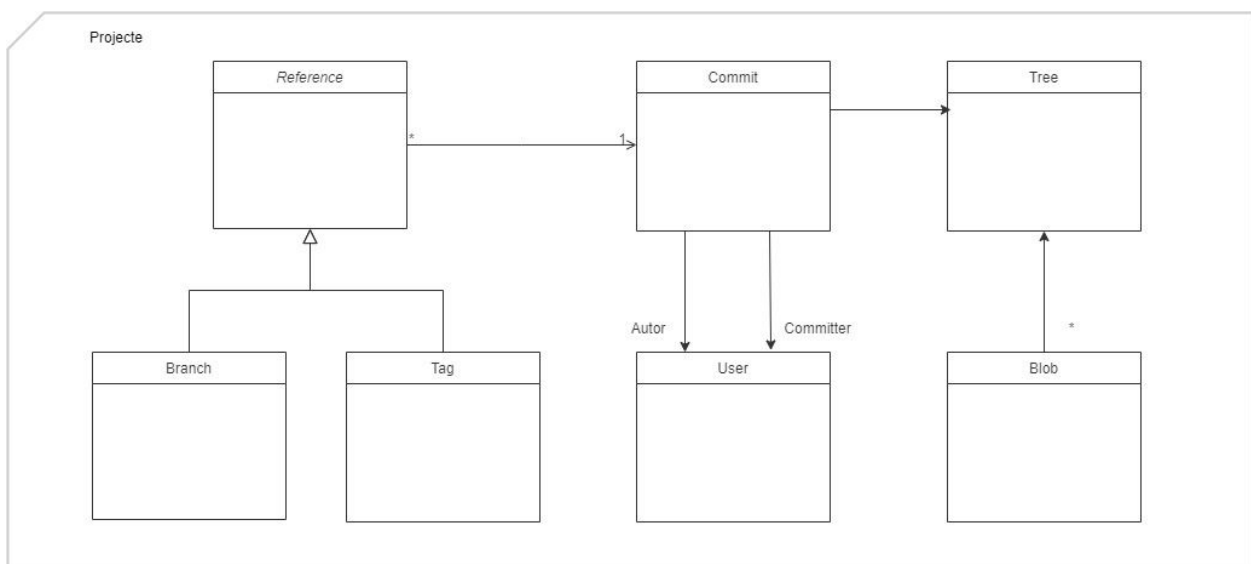 Projecte
Reference
Commit
Tree
*
1
Autor
Committer
*
Branch
Tag
User
Blob